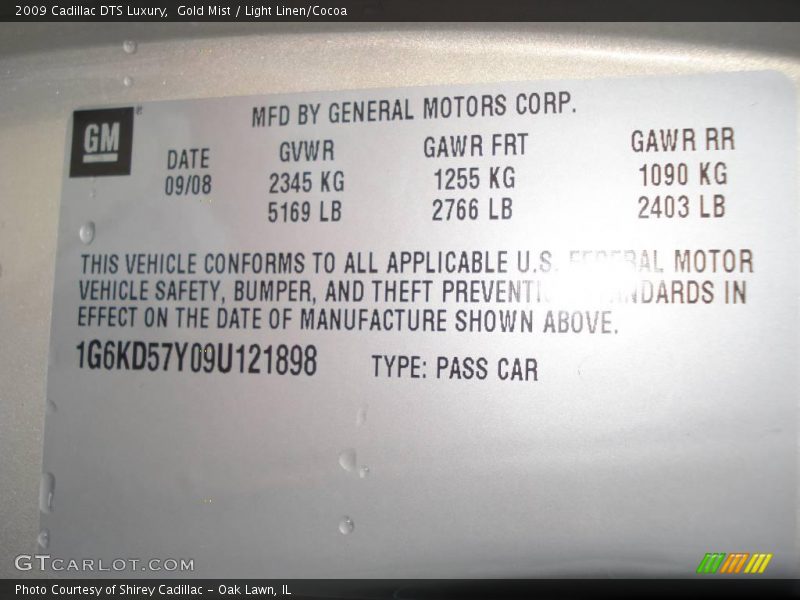 2009 Cadillac DTS Luxury,  Gold Mist / Light Linen/Cocoa
MFD BY GENERAL MOTORS CORP.
GM
DATE GVWR GAWR FRT GAWR RR
09/08 2345 KG 1255 KG 1090 KG
5169 LB 2766 LB 2403 LB
THIS VEHICLE CONFORMS TO ALL APPLICABLE U.S. FEDERAL MOTOR
VEHICLE SAFETY, BUMPER, AND THEFT PREVENTION STANDARDS IN
EFFECT ON THE DATE OF MANUFACTURE SHOWN ABOVE.
1G6KD57Y09U121898 TYPE: PASS CAR
GTCARLOT.COM
Photo Courtesy of Shirey Cadillac - Oak Lawn, IL